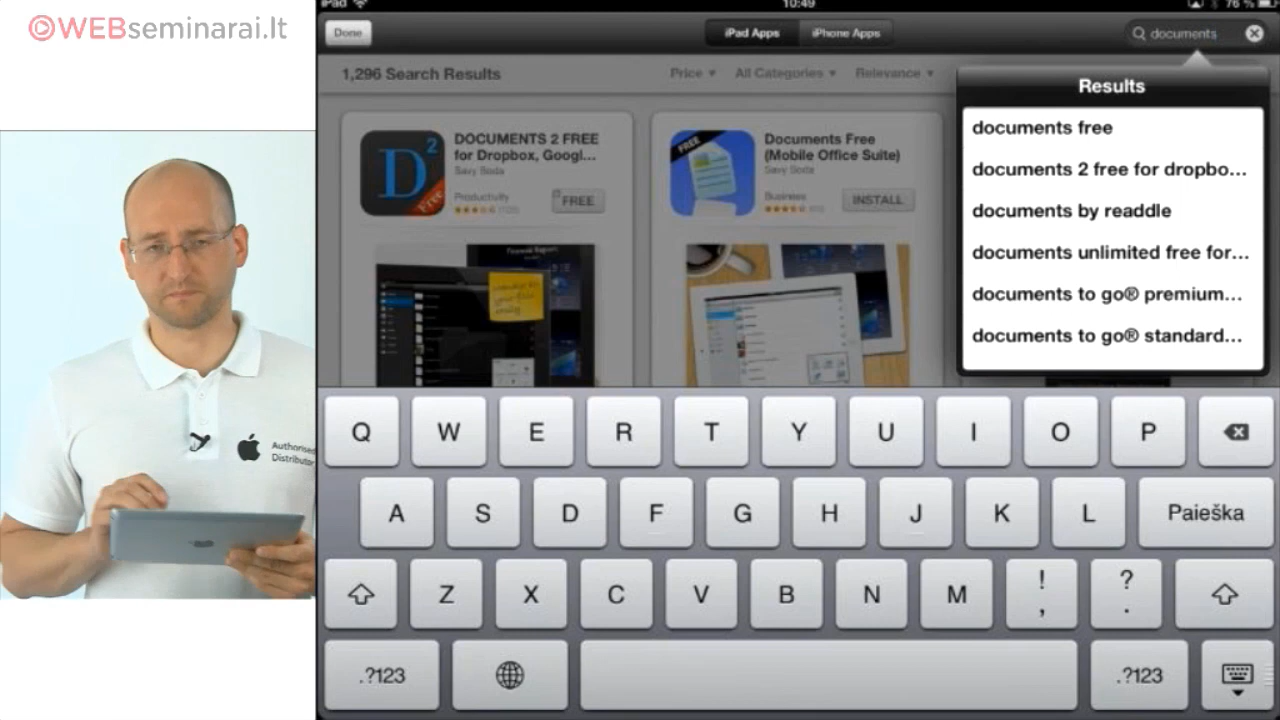 ©WEBseminarai.lt
iPad
10:49
76 %
Done
iPad Apps
iPhone Apps
documents
1,296 Search Results
Price
All Categories
Relevance
DOCUMENTS 2 FREE
for Dropbox, Googl...
Savy Soda
Productivity
FREE
Free
FREE
Documents Free
(Mobile Office Suite)
Savy Soda
Business
INSTALL
Results
documents free
documents 2 free for dropbo...
documents by readdle
documents unlimited free for...
documents to go® premium...
documents to go® standard...
Authorised
Distributor
Q W E R T Y U I O P
A S D F G H J K L Paieška
Z X C V B N M ! , ? .
.?123 .?123